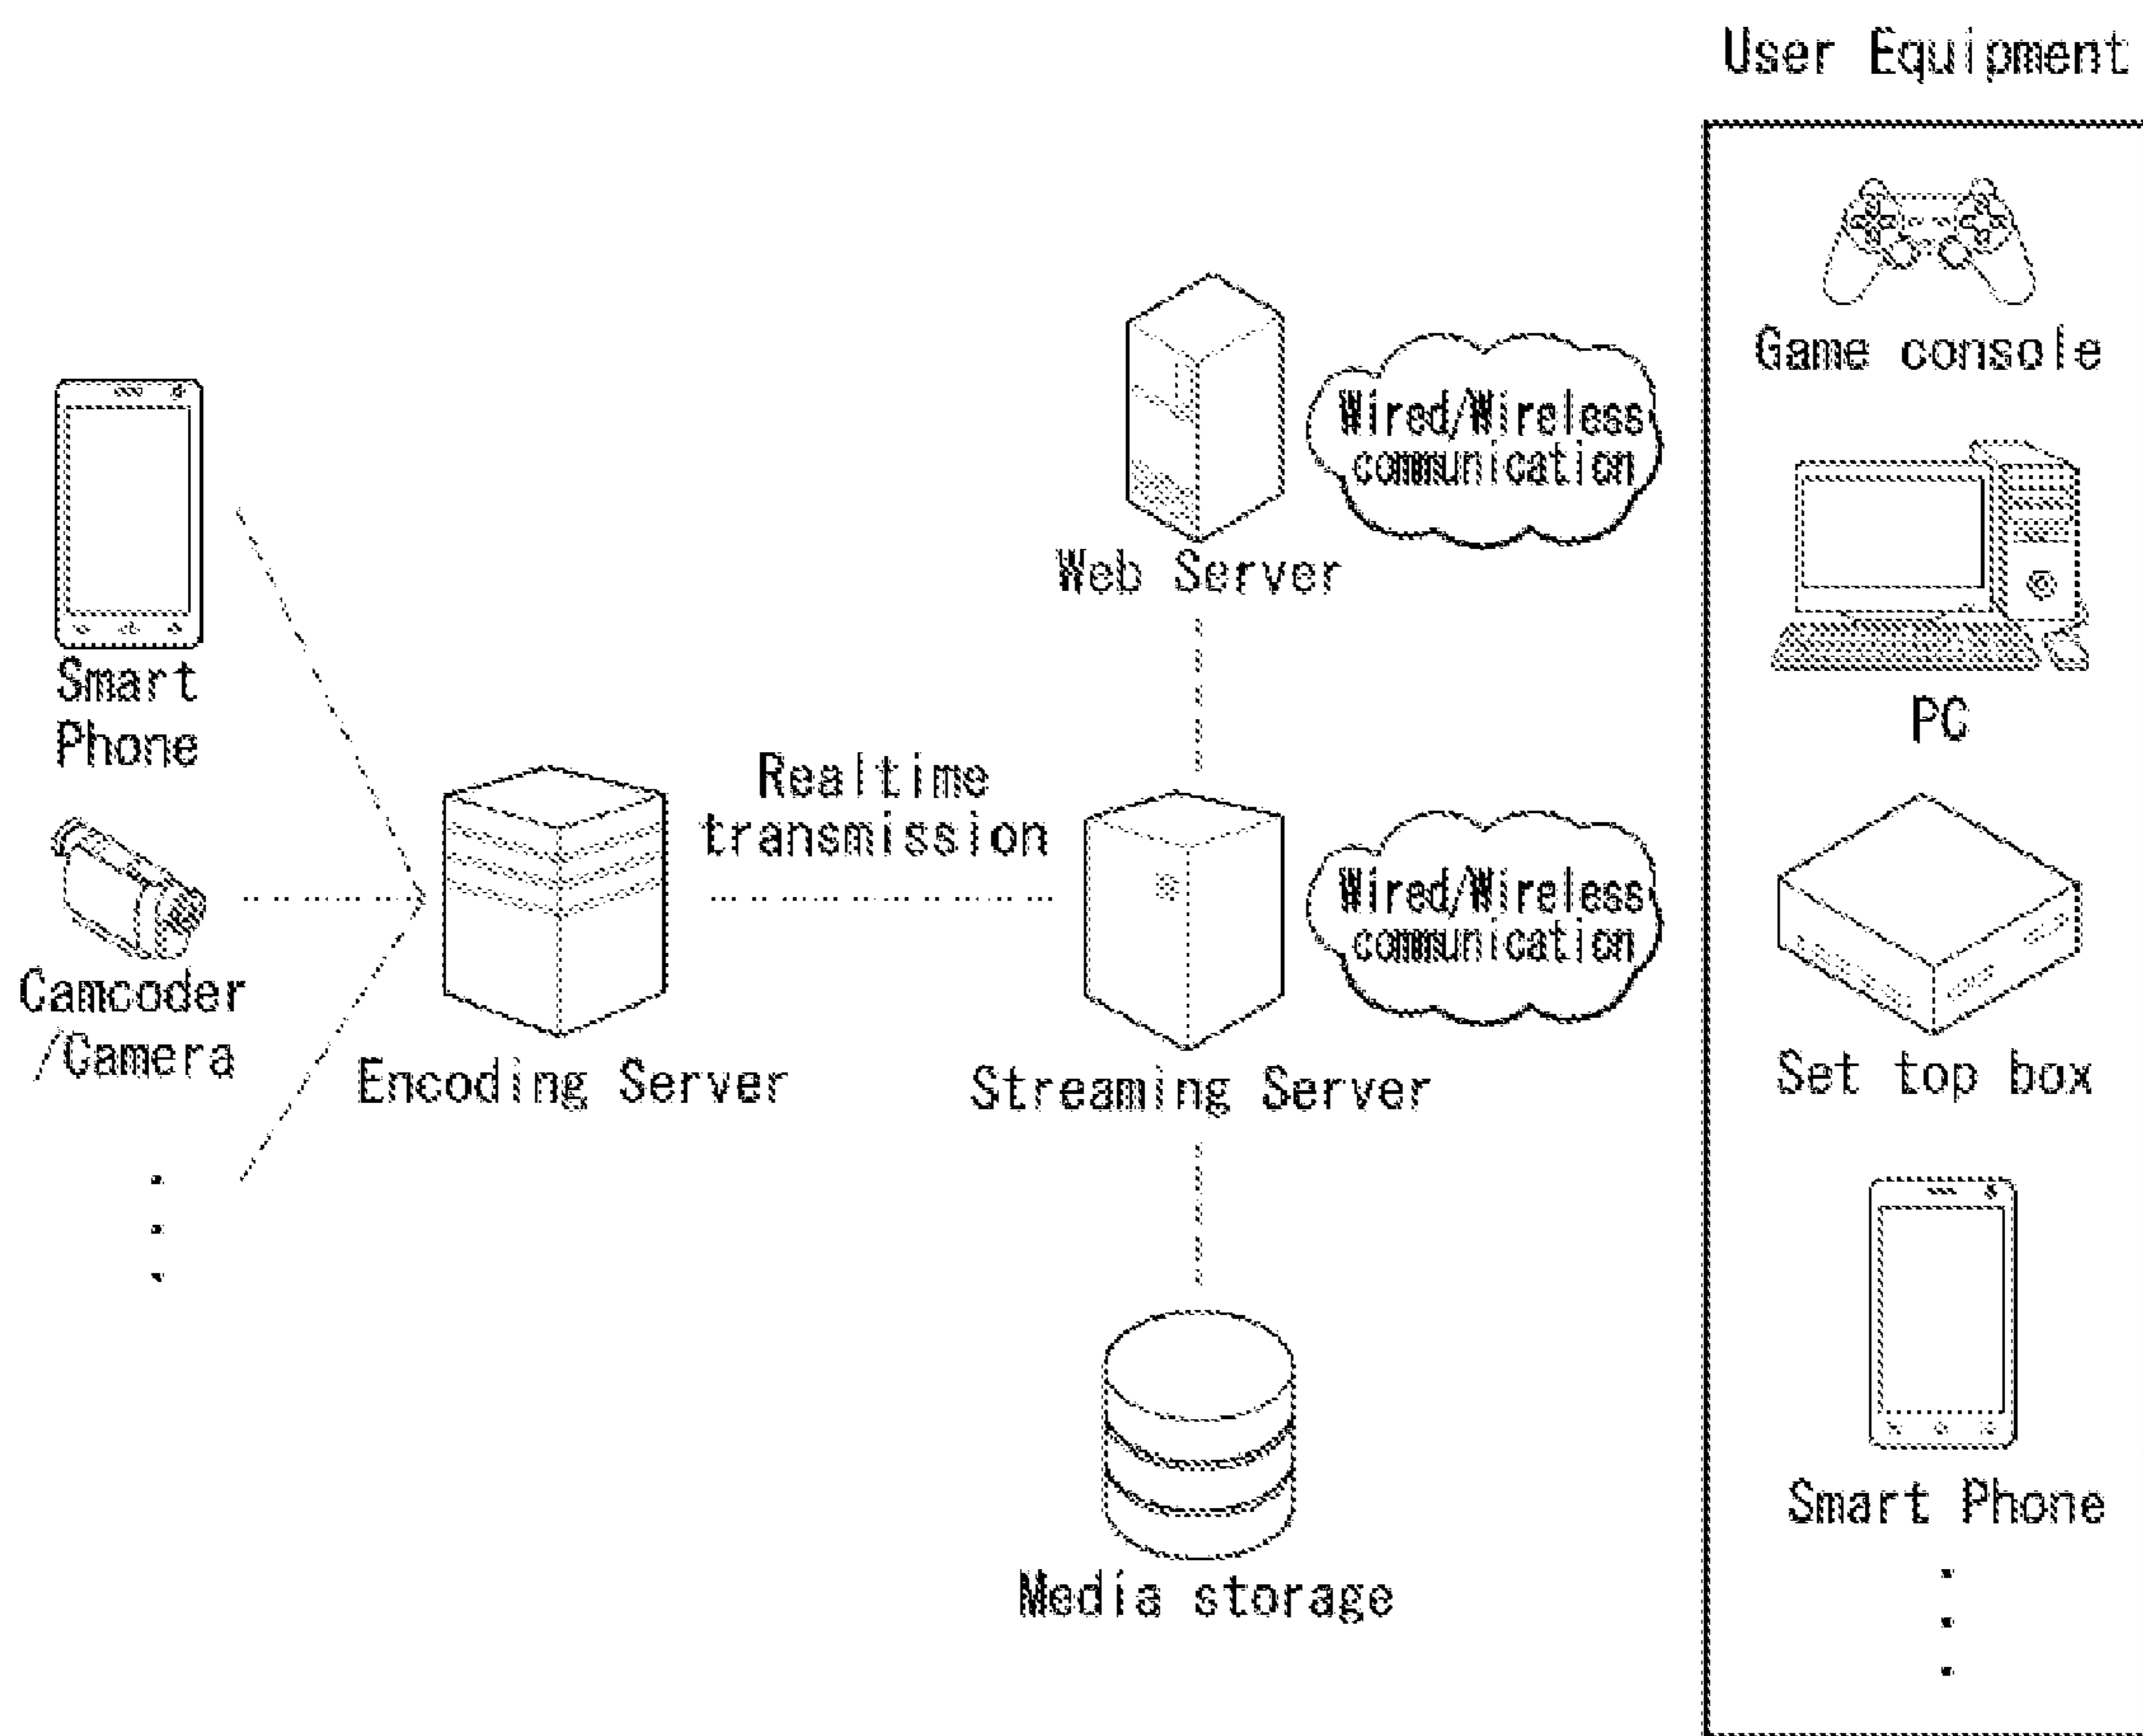 User Equipment
Game console
Wired/Wireless
communication
Web Server
Smart
Phone
PC
Realtime
transmission
Wired/Wireless
communication
Camcoder
/Camera
Encoding Server
Streaming Server
Set top box
Smart Phone
Media storage